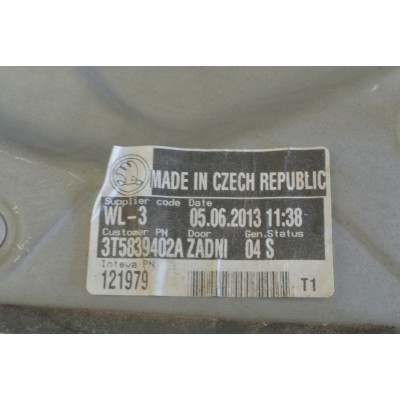 MADE IN CZECH REPUBLIC
Supplier code Date
WL-3 05.06.2013 11:38
Customer PN Door Gen.Status
3T5839402A ZADNI 04 S
Inteva PN
121979 T1